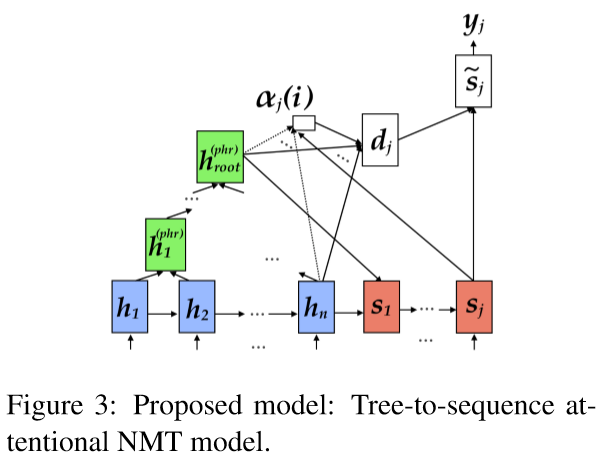 y_j
s̃_j
α_j(i)
d_j
h_root^(phr)
...
...
...
h_1^(phr)
...
h_1 h_2 ... h_n s_1 ... s_j
... ...
Figure 3: Proposed model: Tree-to-sequence at-
tentional NMT model.